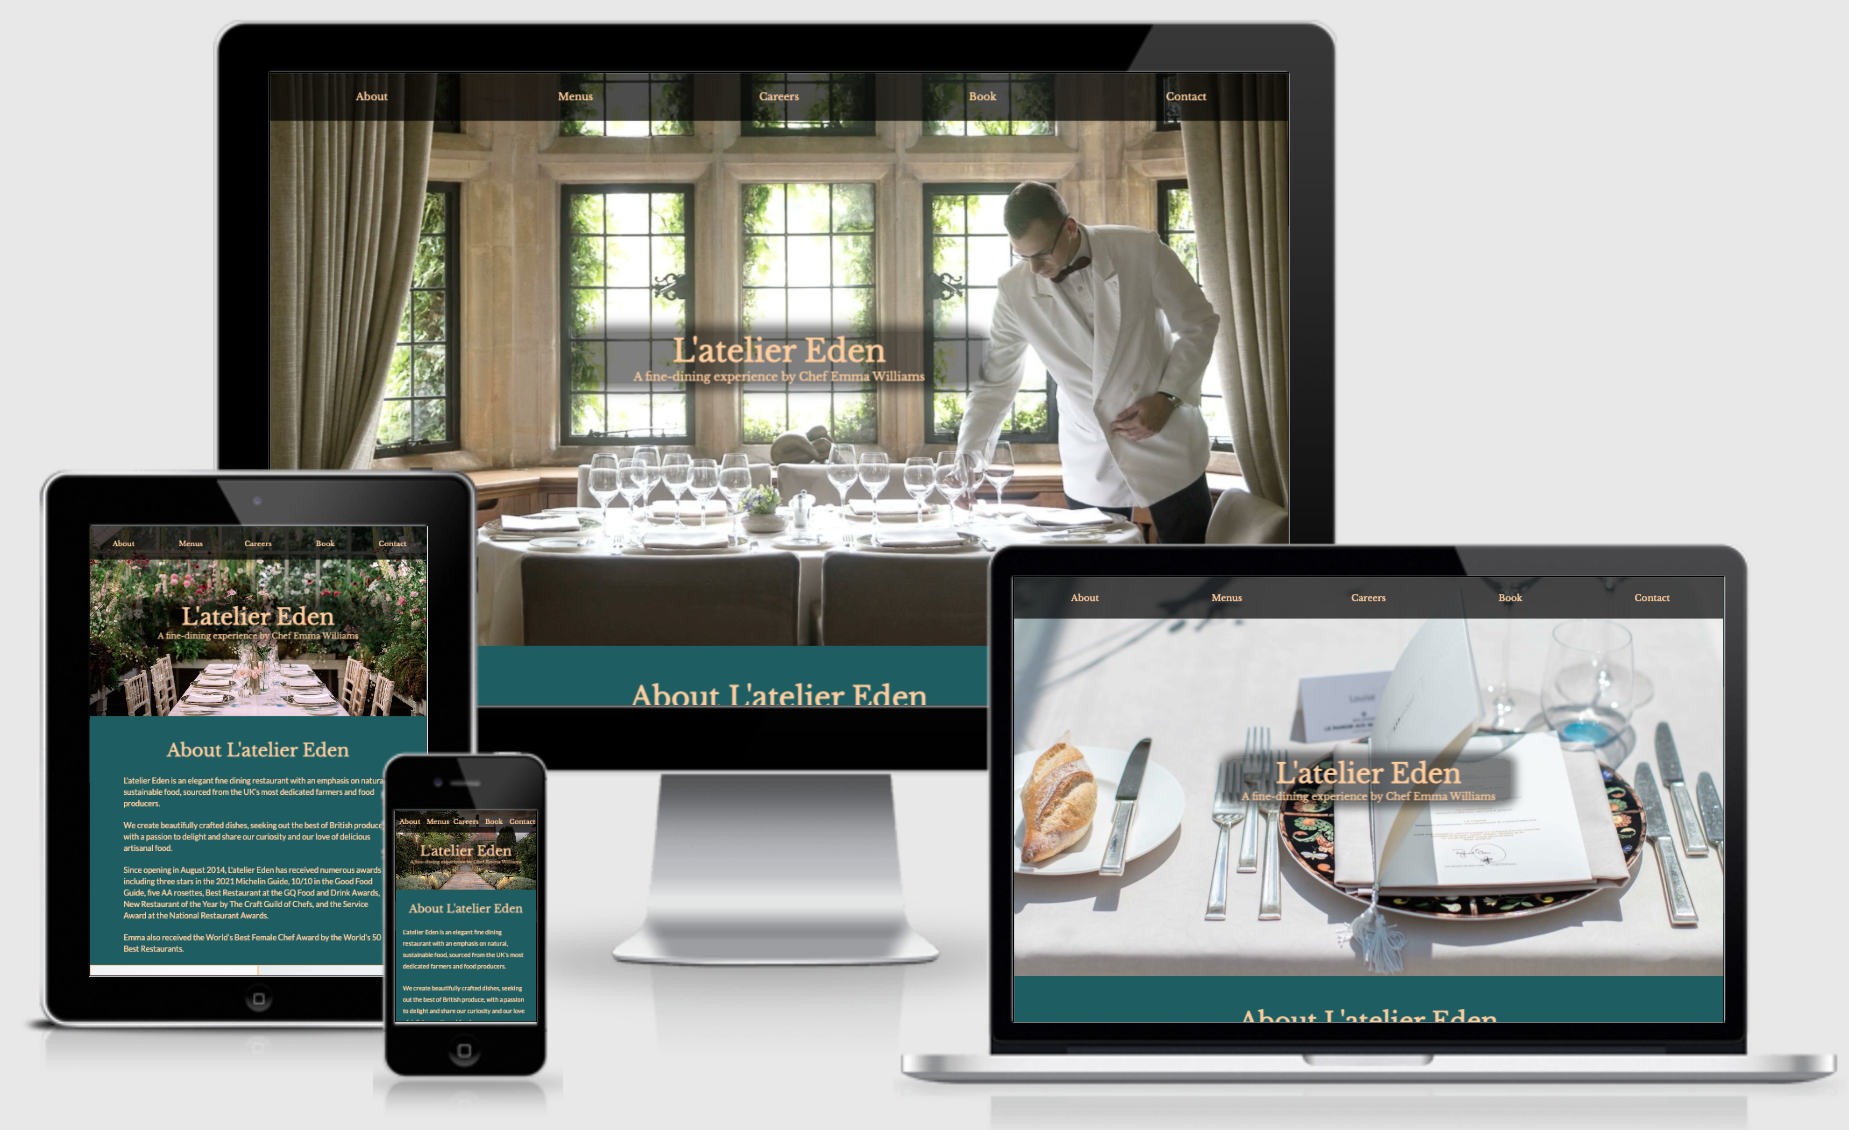 About Menus Careers Book Contact
L'atelier Eden
A fine-dining experience by Chef Emma Williams
About L'atelier Eden
About Menus Careers Book Contact
L'atelier Eden
A fine-dining experience by Chef Emma Williams
About L'atelier Eden
L'atelier Eden is an elegant fine dining restaurant with an emphasis on
sustainable food, sourced from the UK's most dedicated farmers and food
producers.
We create beautifully crafted dishes, seeking out the best of British produce
with a passion to delight and share our curiosity and our love of delicious
artisanal food.
Since opening in August 2014, L'atelier Eden has received numerous awards
including three stars in the 2021 Michelin Guide, 10/10 in the Good Food
Guide, five AA rosettes, Best Restaurant at the GQ Food and Drink Awards,
New Restaurant of the Year by The Craft Guild of Chefs, and the Service
Award at the National Restaurant Awards.
Emma also received the World's Best Female Chef Award by the World's 50
Best Restaurants.
About Menus Careers Book Contact
L'atelier Eden
A fine-dining experience by Chef Emma Williams
About L'atelier Eden
L'atelier Eden is an elegant fine dining
restaurant with an emphasis on natural,
sustainable food, sourced from the UK's most
dedicated farmers and food producers.
We create beautifully crafted dishes, seeking
out the best of British produce, with a passion
to delight and share our curiosity and our love
About Menus Careers Book Contact
L'atelier Eden
A fine-dining experience by Chef Emma Williams
About L'atelier Eden